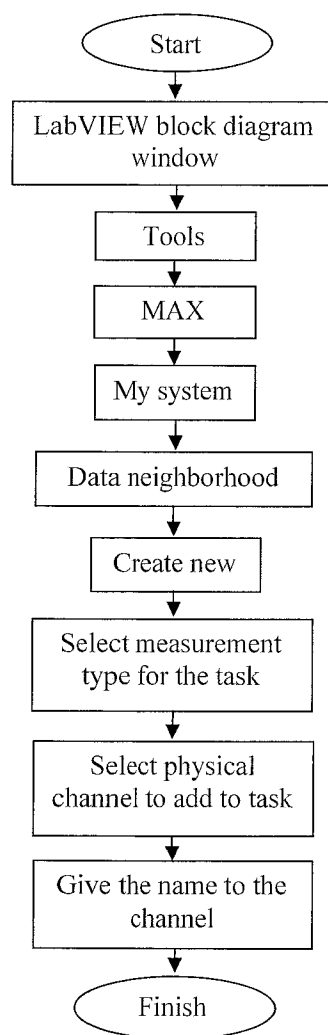 Start
LabVIEW block diagram
window
Tools
MAX
My system
Data neighborhood
Create new
Select measurement
type for the task
Select physical
channel to add to task
Give the name to the
channel
Finish